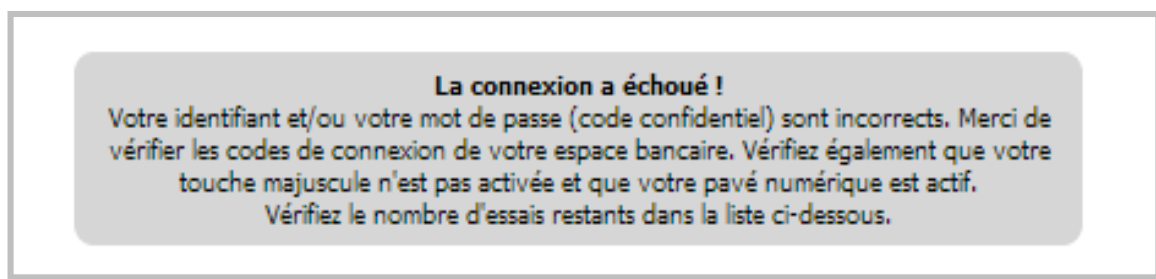 La connexion a échoué !
Votre identifiant et/ou votre mot de passe (code confidentiel) sont incorrects. Merci de
vérifier les codes de connexion de votre espace bancaire. Vérifiez également que votre
touche majuscule n'est pas activée et que votre pavé numérique est actif.
Vérifiez le nombre d'essais restants dans la liste ci-dessous.